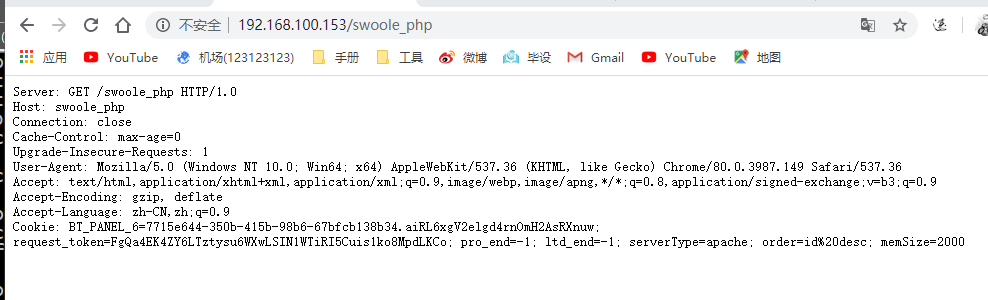 不安全 | 192.168.100.153/swoole_php
应用 YouTube 机场(123123123) 手册 工具 微博 毕设 Gmail YouTube 地图
Server: GET /swoole_php HTTP/1.0
Host: swoole_php
Connection: close
Cache-Control: max-age=0
Upgrade-Insecure-Requests: 1
User-Agent: Mozilla/5.0 (Windows NT 10.0; Win64; x64) AppleWebKit/537.36 (KHTML, like Gecko) Chrome/80.0.3987.149 Safari/537.36
Accept: text/html,application/xhtml+xml,application/xml;q=0.9,image/webp,image/apng,*/*;q=0.8,application/signed-exchange;v=b3;q=0.9
Accept-Encoding: gzip, deflate
Accept-Language: zh-CN,zh;q=0.9
Cookie: BT_PANEL_6=7715e644-350b-415b-98b6-67bfcb138b34.aiRL6xgV2elgd4rnOmH2AsRXnuw;
request_token=FgQa4EK4ZY6LTztysu6WXwLSIN1WTiRI5Cuis1ko8MpdLKCo; pro_end=-1; ltd_end=-1; serverType=apache; order=id%20desc; memSize=2000